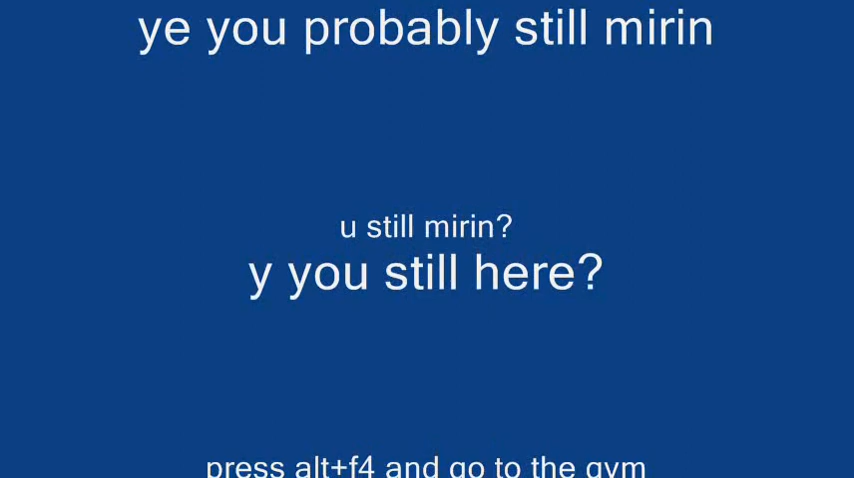 ye you probably still mirin
u still mirin?
y you still here?
press alt+f4 and go to the gym